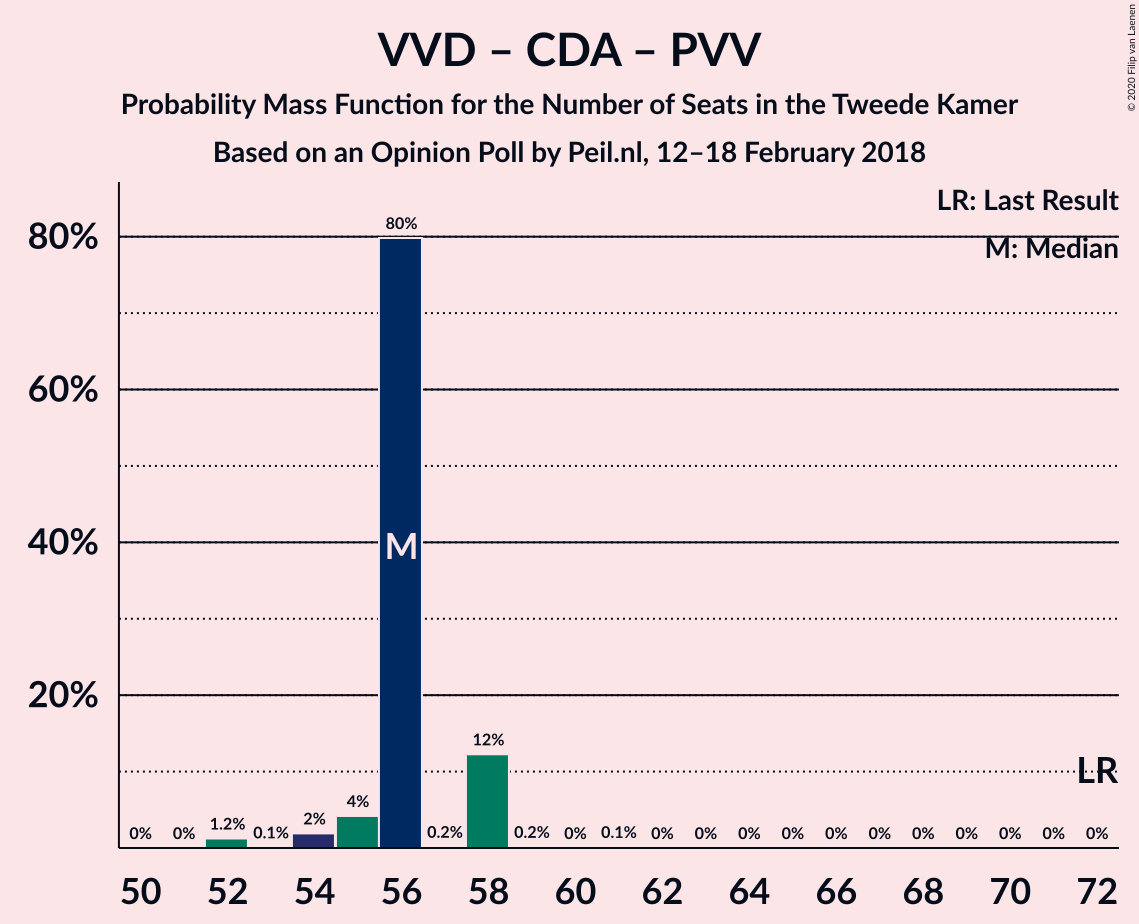 VVD – CDA – PVV
Probability Mass Function for the Number of Seats in the Tweede Kamer
Based on an Opinion Poll by Peil.nl, 12–18 February 2018
© 2020 Filip van Laenen
LR: Last Result
M: Median
80%
60%
40%
20%
0% 0% 1.2% 0.1% 2% 4% 80% 0.2% 12% 0.2% 0% 0.1% 0% 0% 0% 0% 0% 0% 0% 0% 0% 0% 0%
M
LR
50 52 54 56 58 60 62 64 66 68 70 72